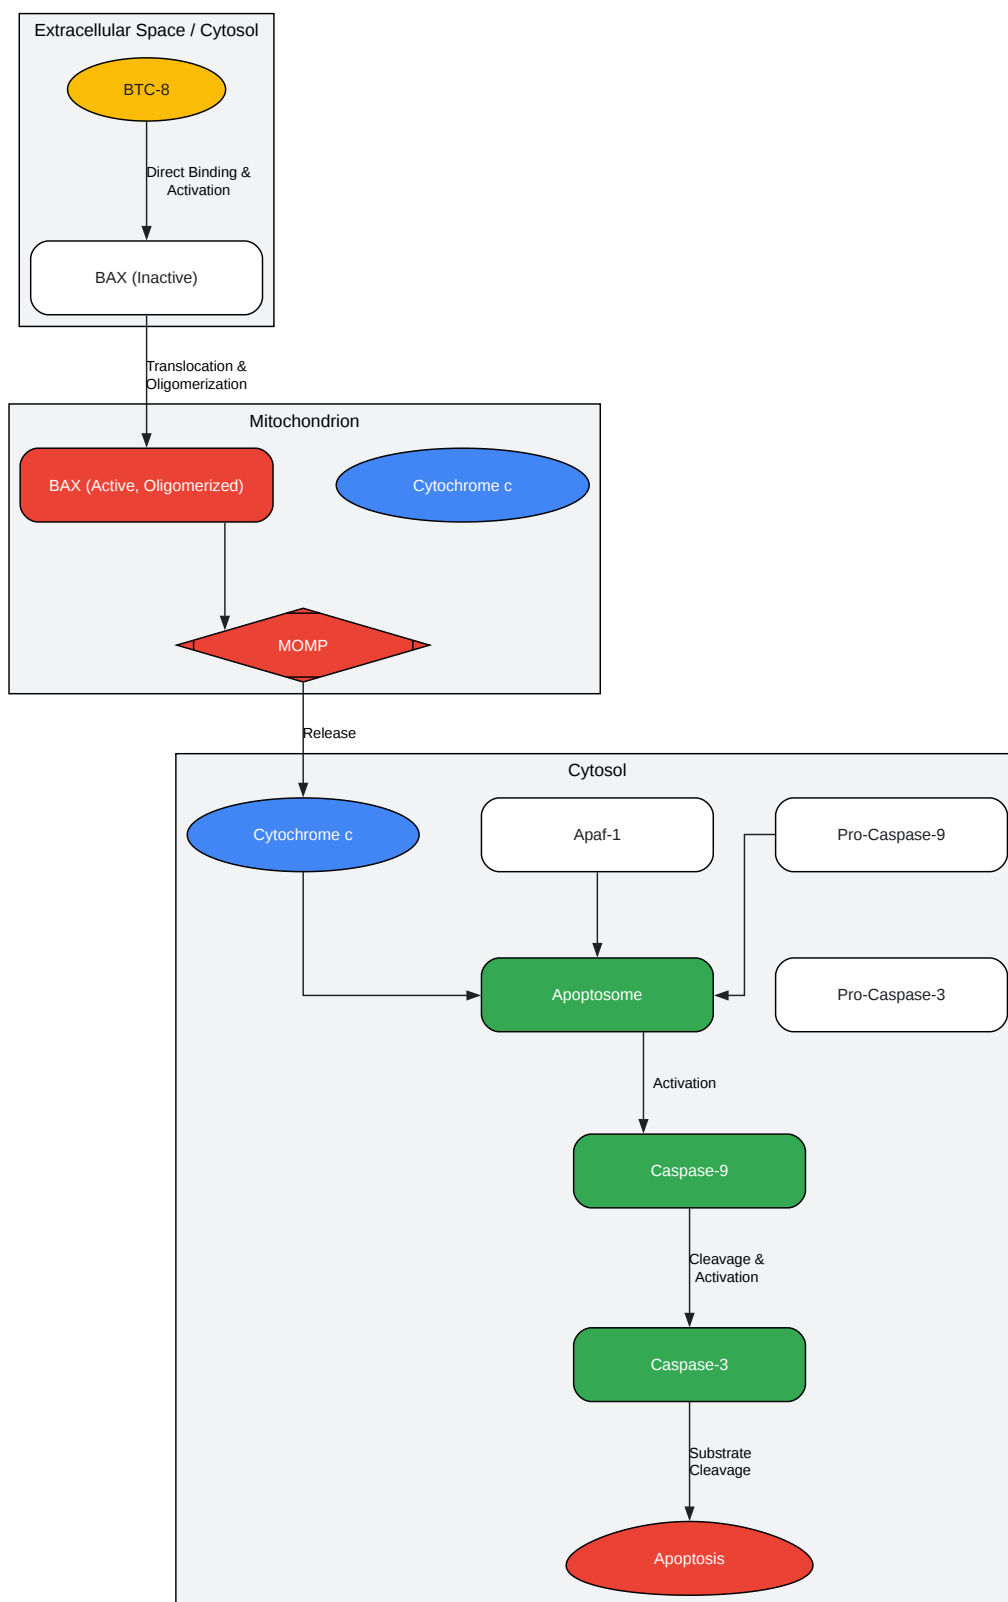 Extracellular Space / Cytosol
BTC-8
Direct Binding &
Activation
BAX (Inactive)
Translocation &
Oligomerization
Mitochondrion
BAX (Active, Oligomerized)
Cytochrome c
MOMP
Release
Cytosol
Cytochrome c
Apaf-1
Pro-Caspase-9
Apoptosome
Pro-Caspase-3
Activation
Caspase-9
Cleavage &
Activation
Caspase-3
Substrate
Cleavage
Apoptosis